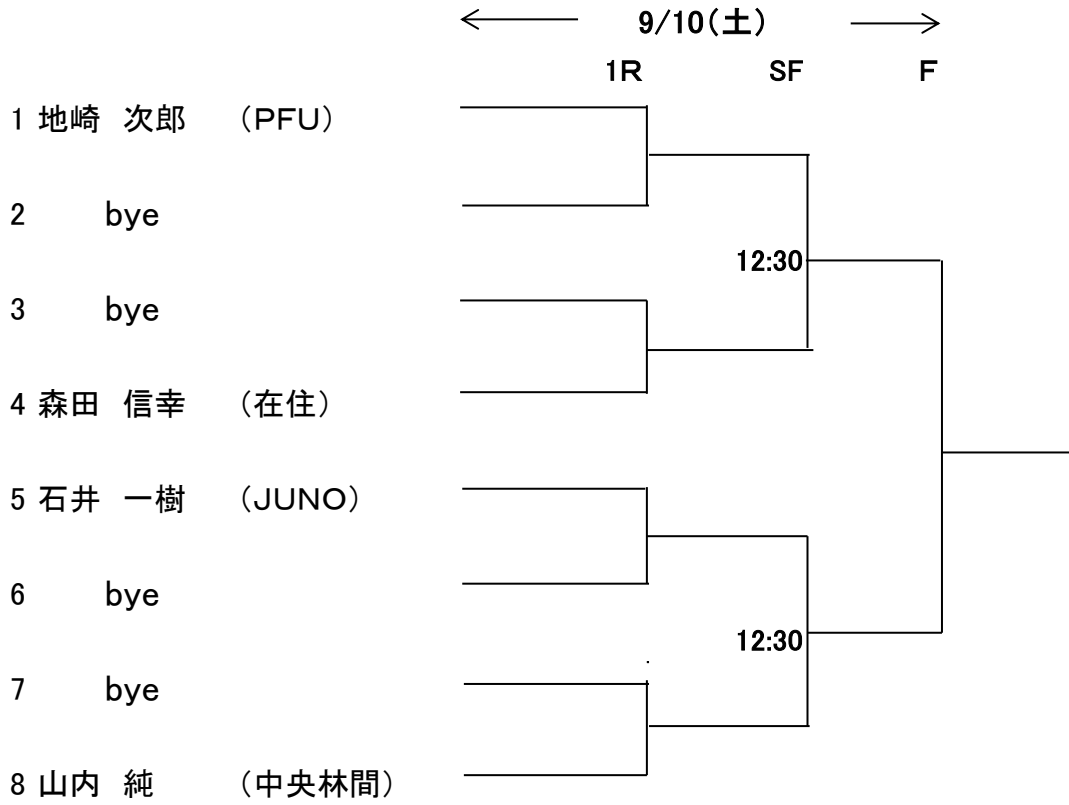 9/10(土)
1R SF F
1 地崎 次郎 (PFU)
2 bye
12:30
3 bye
4 森田 信幸 (在住)
5 石井 一樹 (JUNO)
6 bye
12:30
7 bye
8 山内 純 (中央林間)